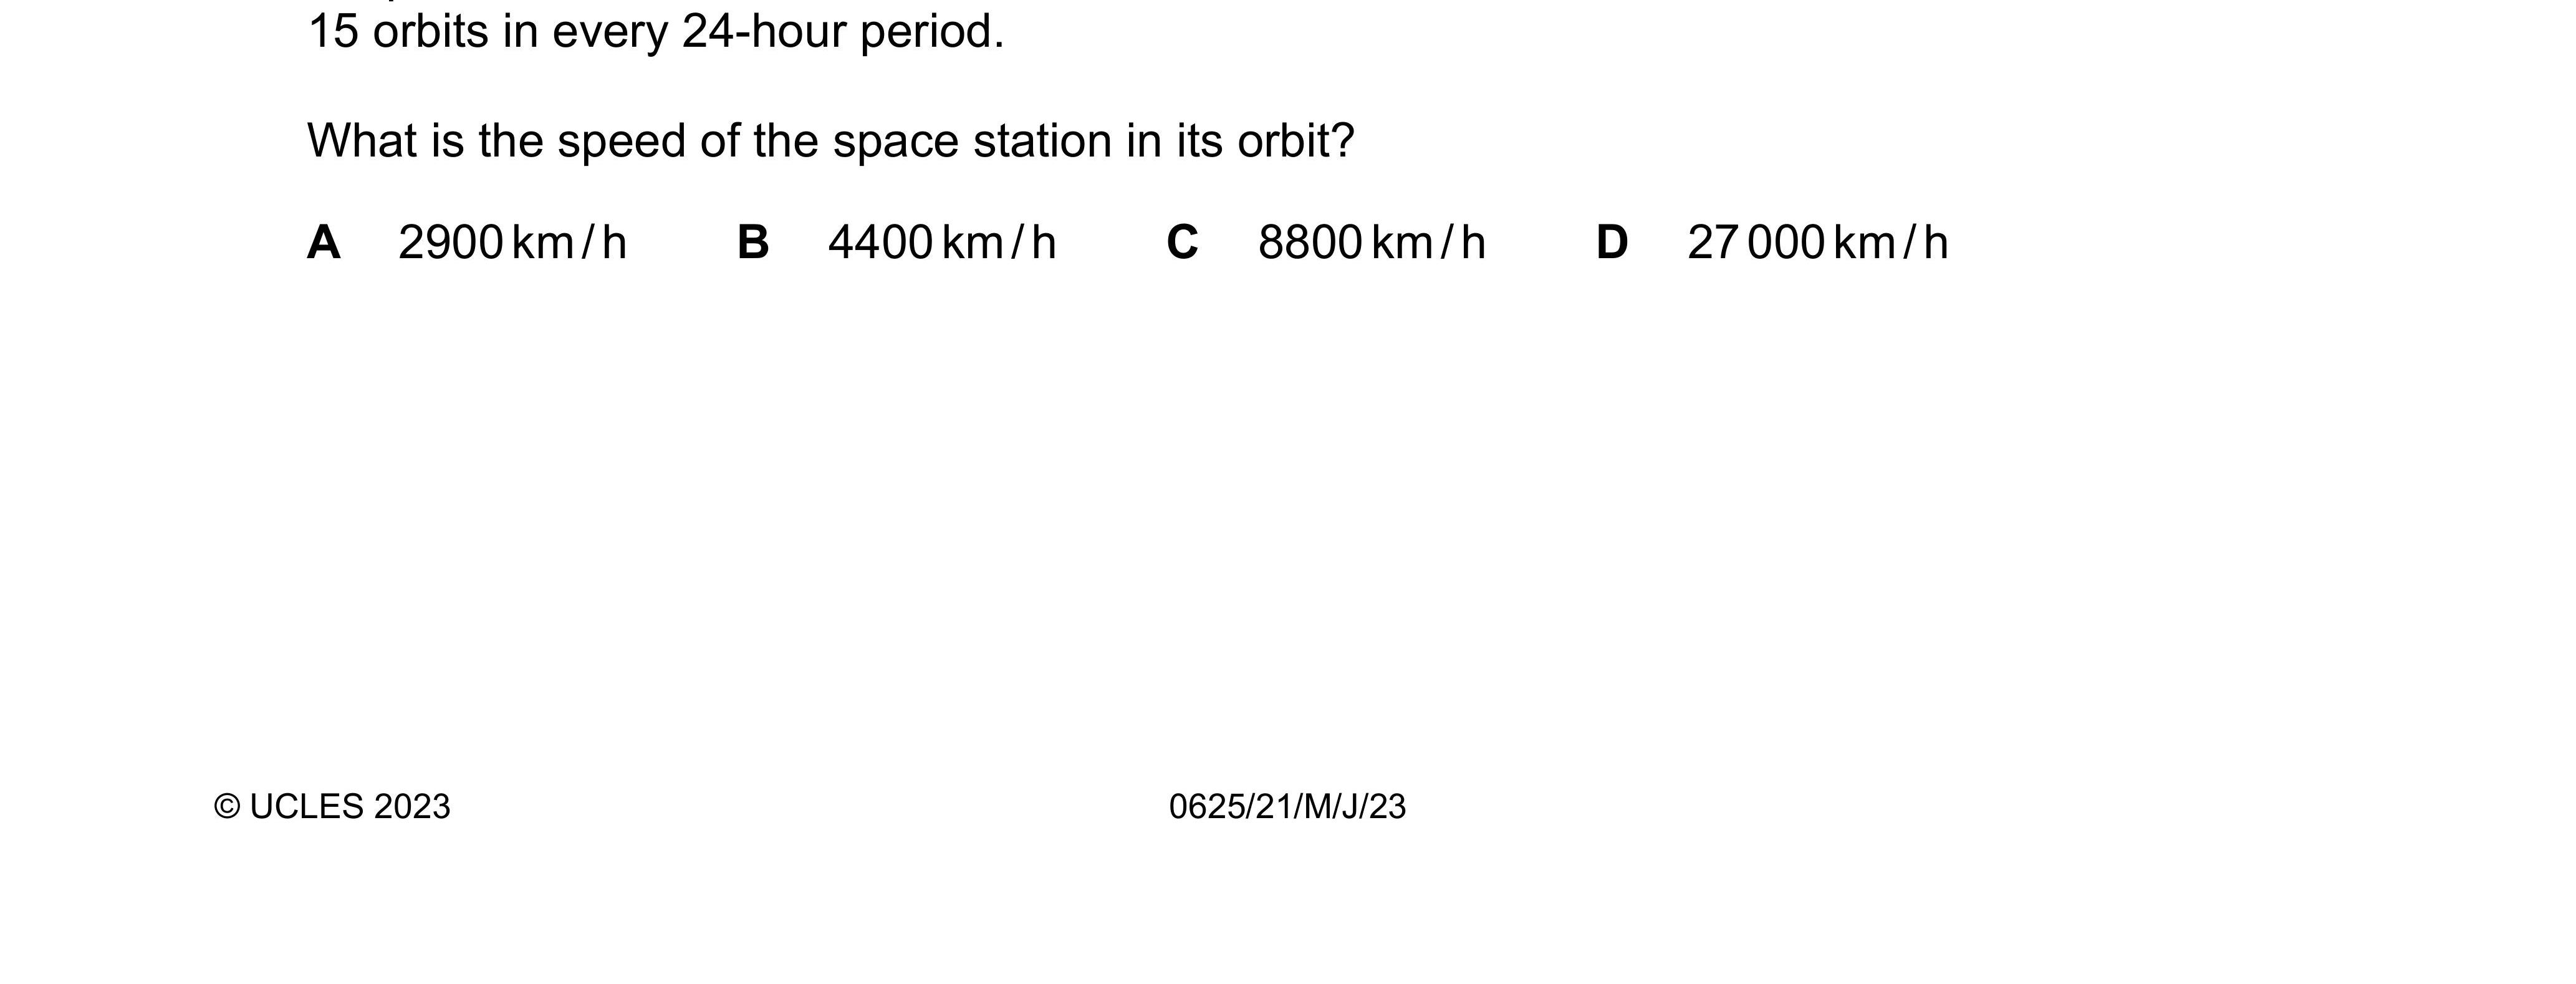 15 orbits in every 24-hour period.
What is the speed of the space station in its orbit?
A 2900 km / h B 4400 km / h C 8800 km / h D 27 000 km / h
© UCLES 2023 0625/21/M/J/23